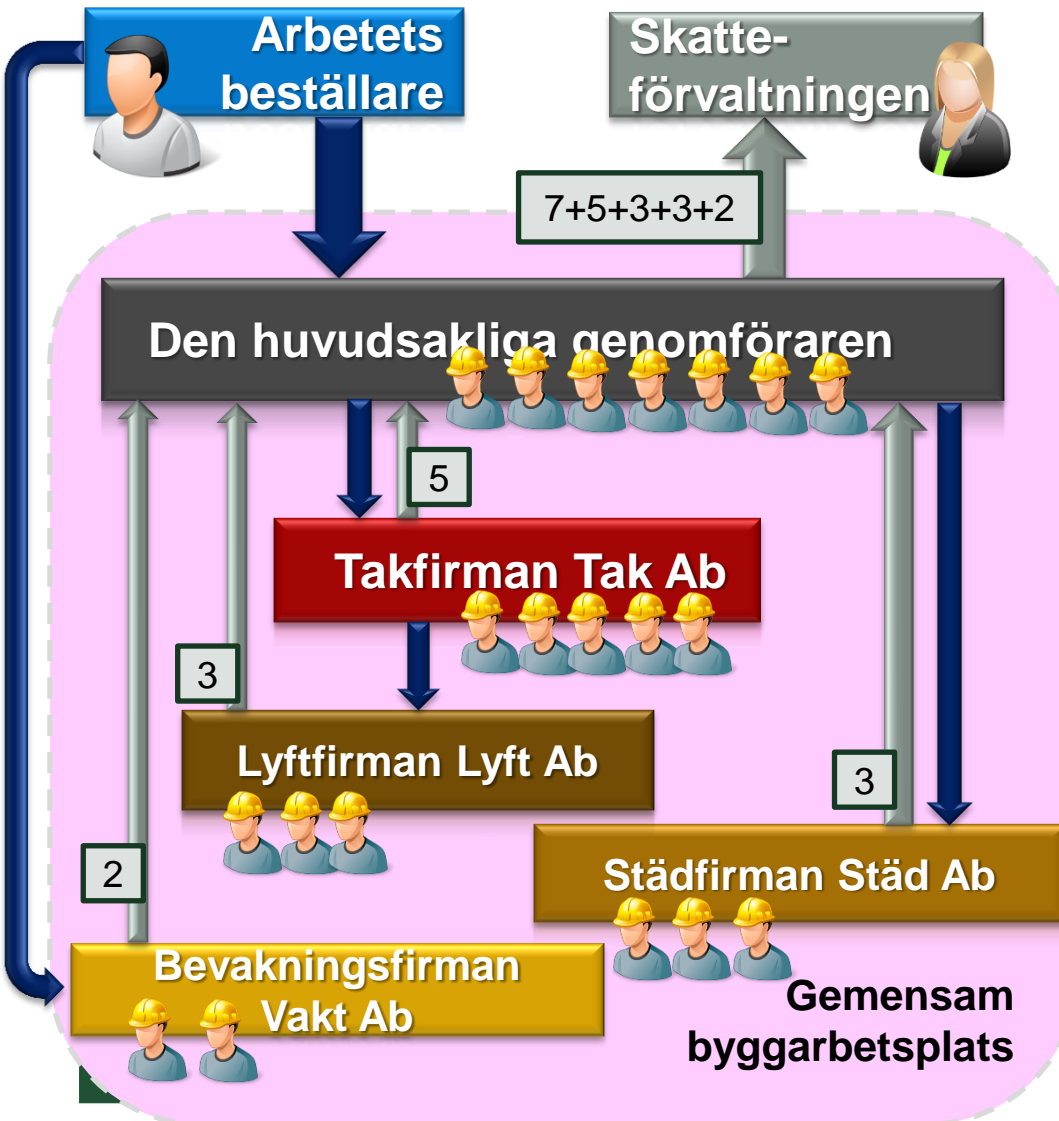 Arbetets
beställare
Skatte-
förvaltningen
7+5+3+3+2
Den huvudsakliga genomföraren
5
Takfirman Tak Ab
3
Lyftfirman Lyft Ab
3
2
Städfirman Städ Ab
Bevakningsfirman
Vakt Ab
Gemensam
byggarbetsplats